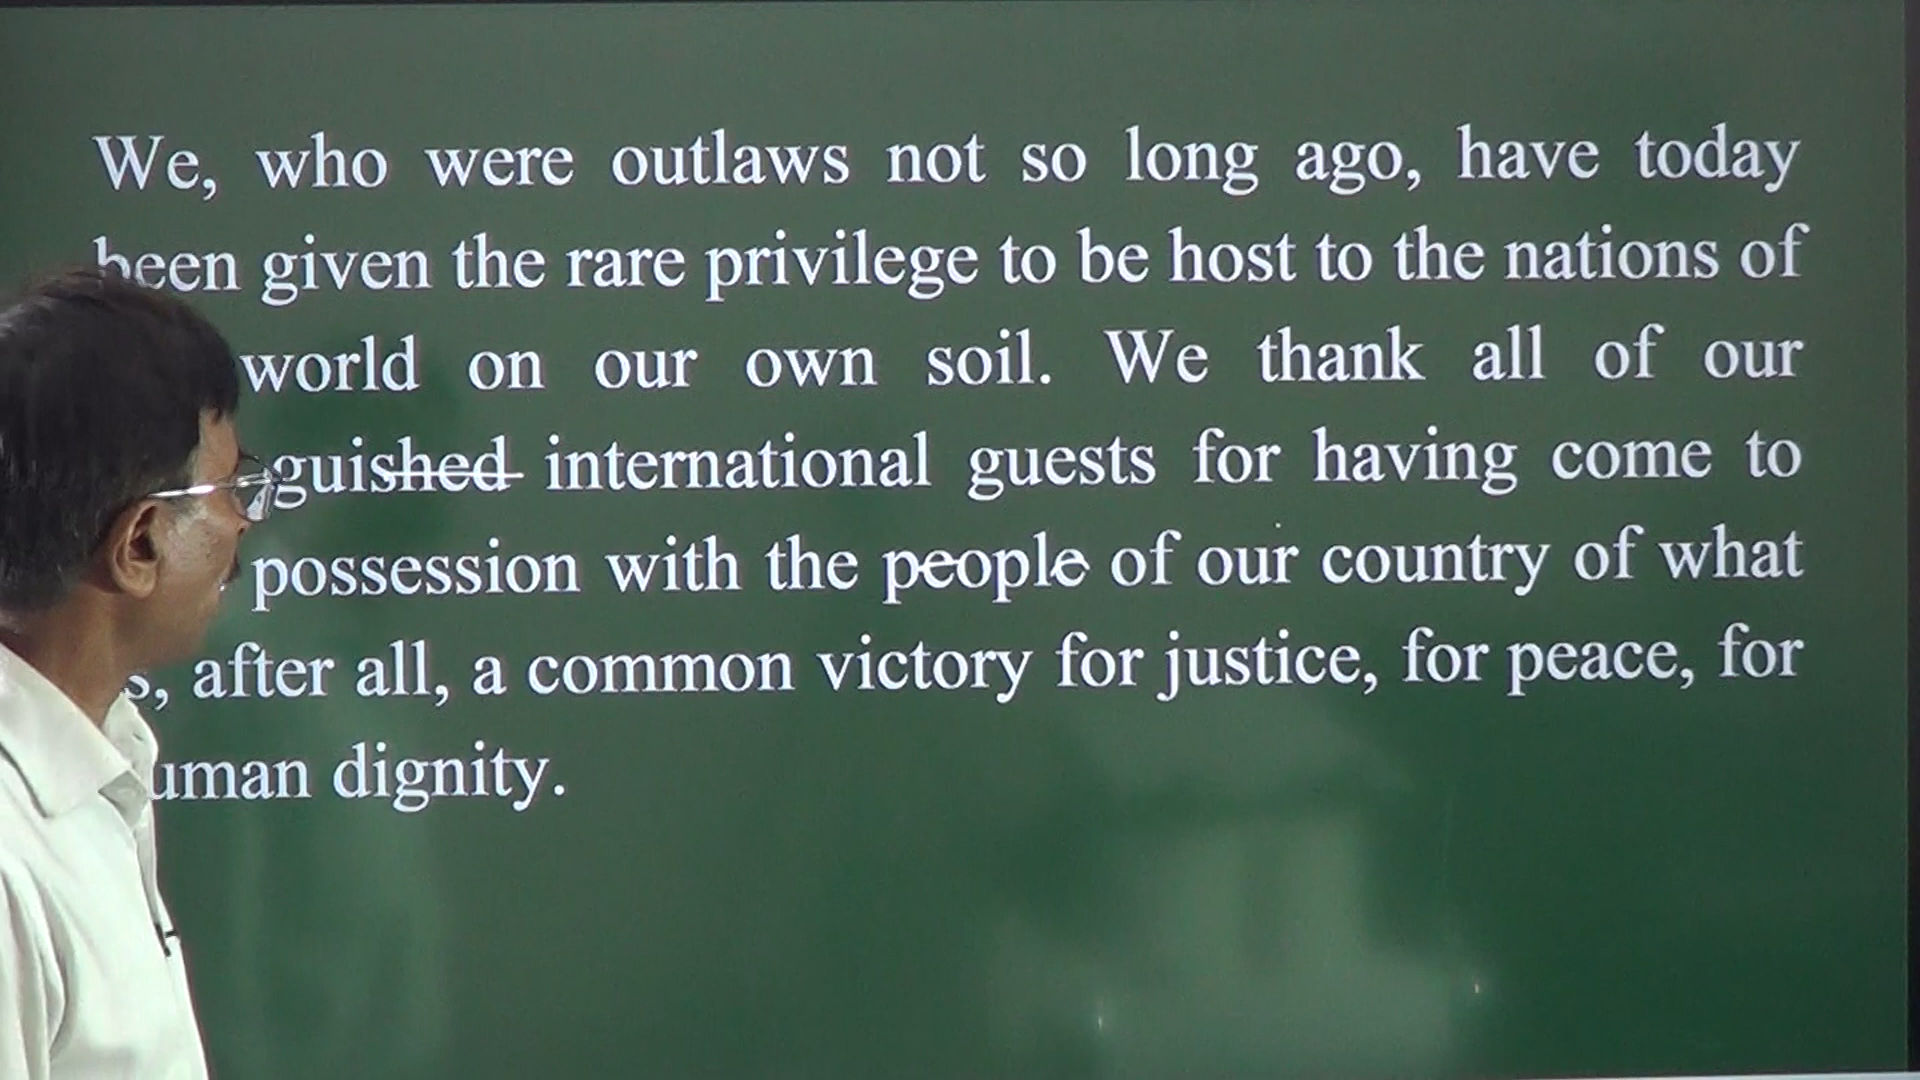 We, who were outlaws not so long ago, have today
been given the rare privilege to be host to the nations of
world on our own soil. We thank all of our
guished international guests for having come to
possession with the people of our country of what
s, after all, a common victory for justice, for peace, for
uman dignity.